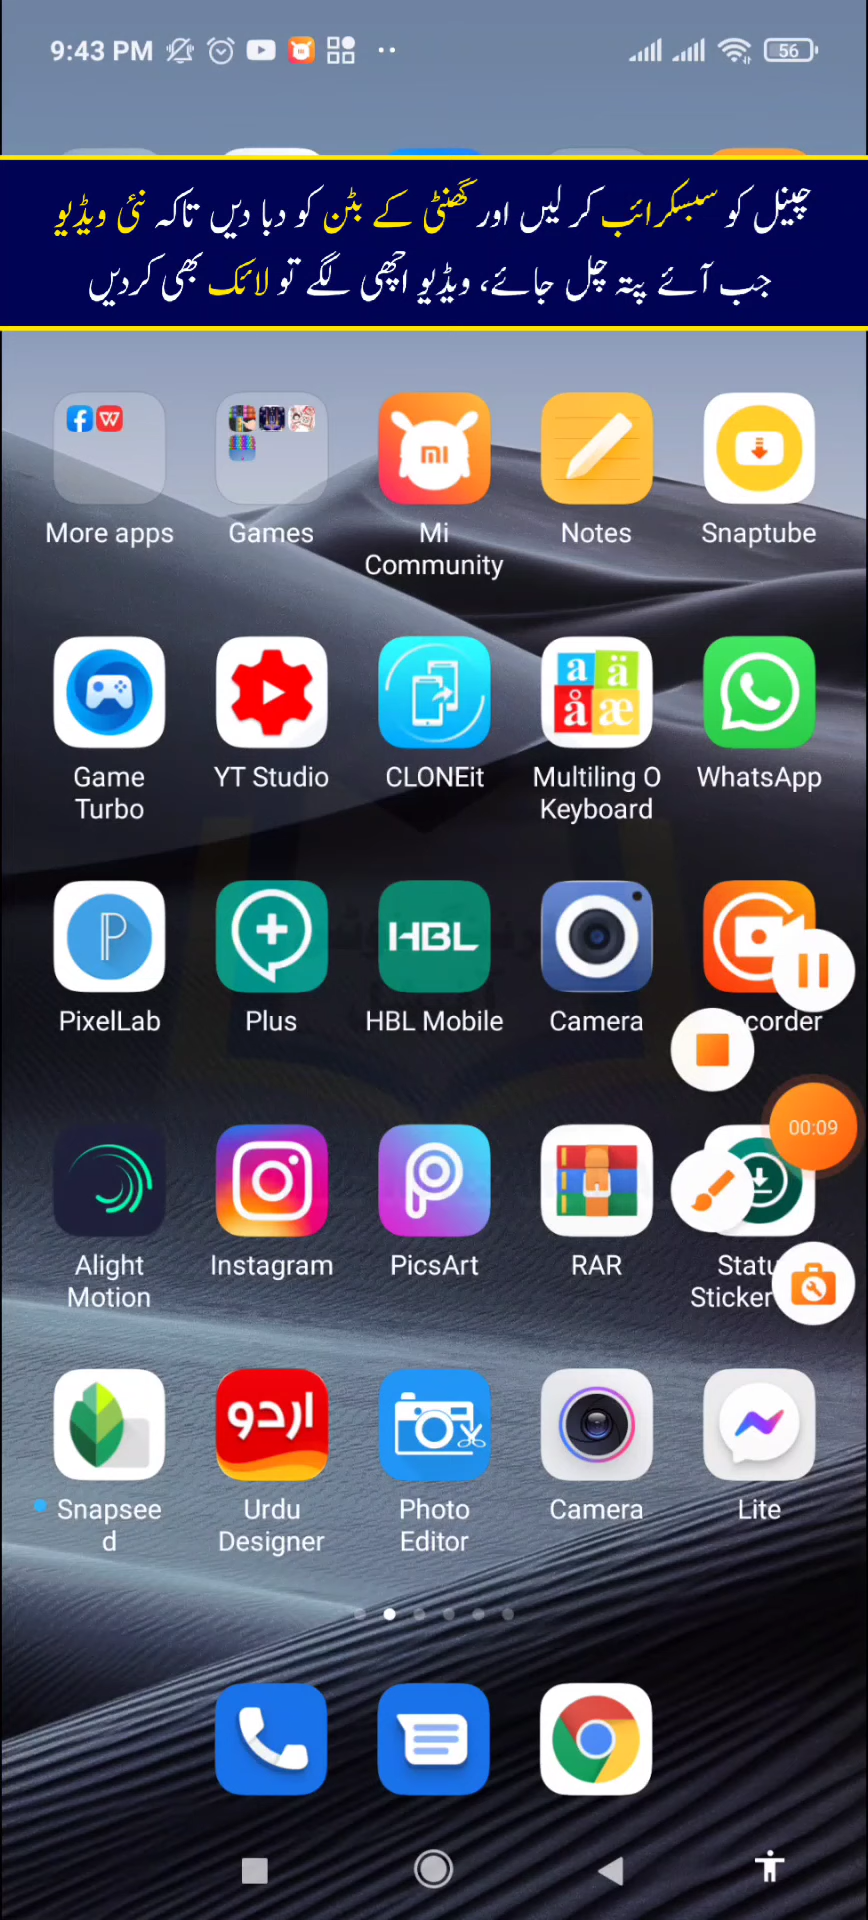 9:43 PM
56
چینل کو سبسکرائب کر لیں اور گھنٹی کے بٹن کو دبا دیں تاکہ نئی ویڈیو
جب آئے پتہ چل جائے، ویڈیو اچھی لگے تو لائک بھی کردیں
mi
More apps
Games
Mi
Community
Notes
Snaptube
a ä
å æ
Game
Turbo
YT Studio
CLONEit
Multiling O
Keyboard
WhatsApp
P
HBL
PixelLab
Plus
HBL Mobile
Camera
corder
00:09
Alight
Motion
Instagram
PicsArt
RAR
Statu
Sticker
اردو
Snapsee
d
Urdu
Designer
Photo
Editor
Camera
Lite